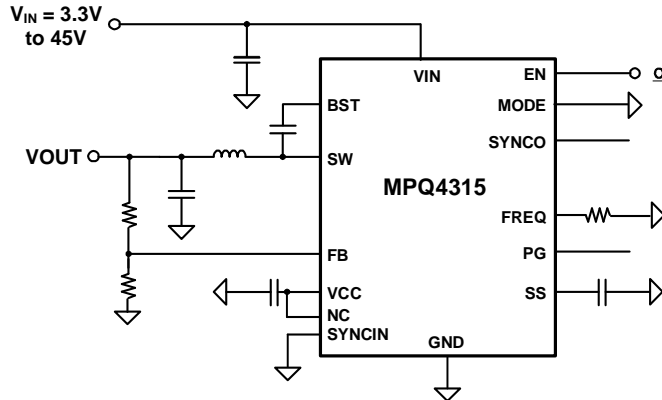 VIN = 3.3V
to 45V
VIN
EN
BST
MODE
SYNCO
VOUT
SW
MPQ4315
FREQ
FB
PG
VCC
SS
NC
SYNCIN
GND